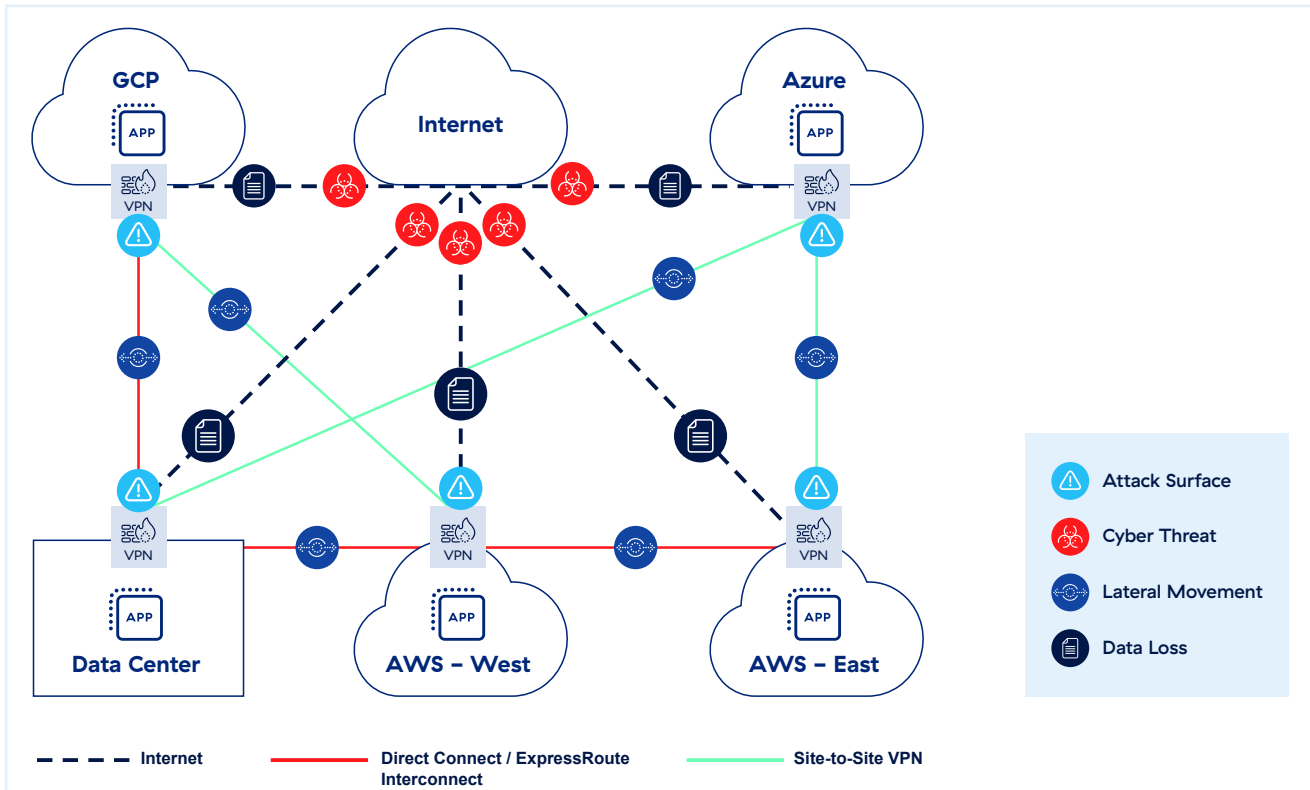 GCP
Internet
Azure
APP
APP
VPN
VPN
VPN
VPN
VPN
APP
APP
APP
Data Center
AWS – West
AWS – East
Attack Surface
Cyber Threat
Lateral Movement
Data Loss
Internet
Direct Connect / ExpressRoute
Interconnect
Site-to-Site VPN